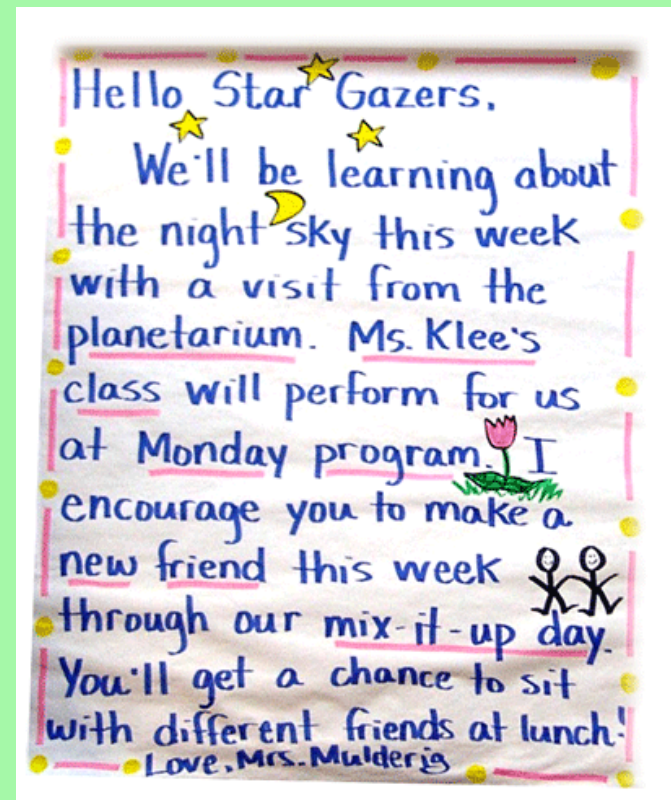 Hello Star Gazers,
We'll be learning about
the night sky this week
with a visit from the
planetarium. Ms. Klee's
class will perform for us
at Monday program. I
encourage you to make a
new friend this week
through our mix-it-up day.
You'll get a chance to sit
with different friends at lunch!
Love, Mrs. Mulderig